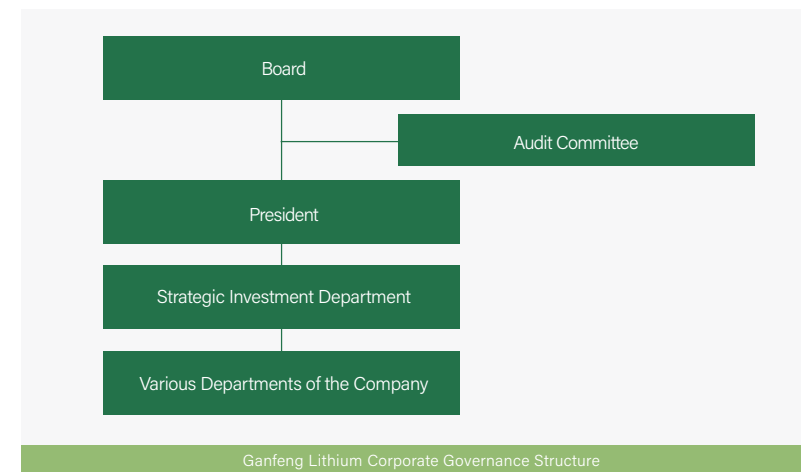 Board
Audit Committee
President
Strategic Investment Department
Various Departments of the Company
Ganfeng Lithium Corporate Governance Structure